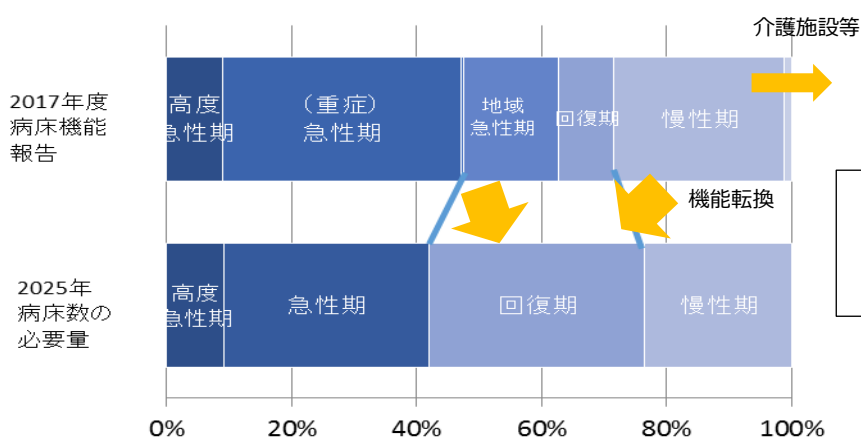 介護施設等
2017年度
病床機能
報告
高度
急性期
（重症）
急性期
地域
急性期
回復期
慢性期
機能転換
2025年
病床数の
必要量
高度
急性期
急性期
回復期
慢性期
0%
20%
40%
60%
80%
100%